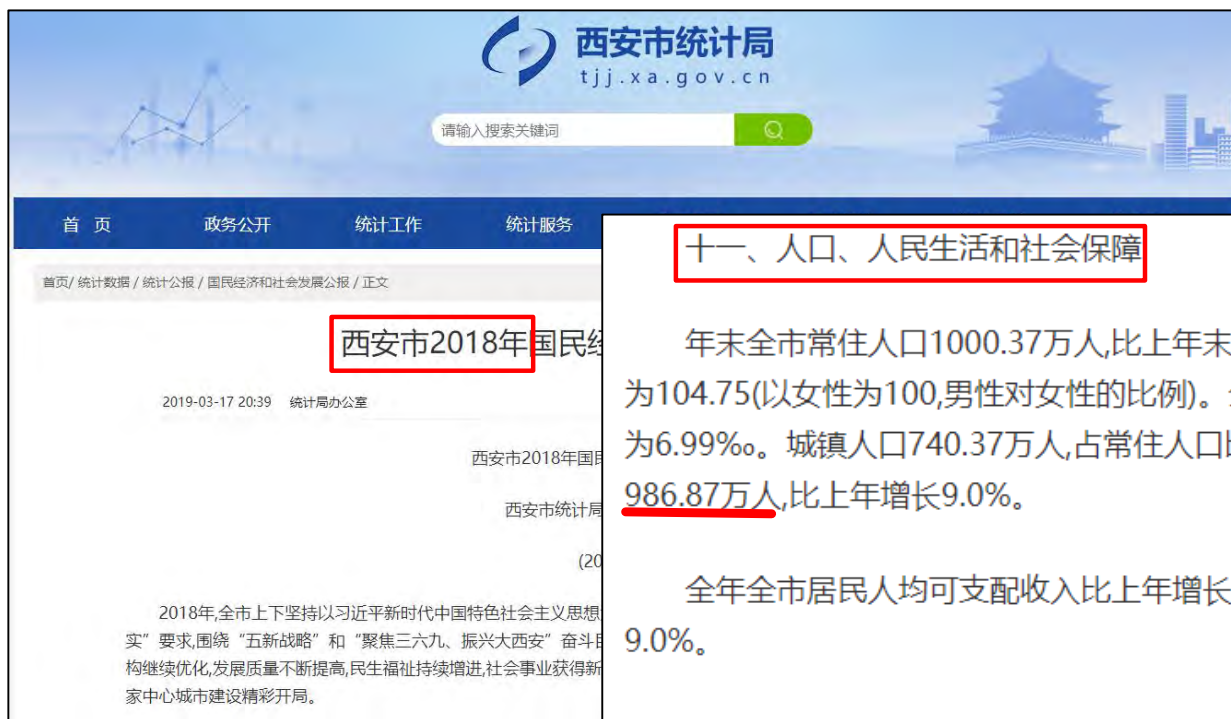 西安市统计局
tjj.xa.gov.cn
请输入搜索关键词
首 页 政务公开 统计工作 统计服务
首页/ 统计数据 / 统计公报 / 国民经济和社会发展公报 / 正文
西安市2018年国民经
2019-03-17 20:39 统计局办公室
西安市2018年国民
西安市统计局
(20
2018年,全市上下坚持以习近平新时代中国特色社会主义思想
实”要求,围绕“五新战略”和“聚焦三六九、振兴大西安”奋斗目
构继续优化,发展质量不断提高,民生福祉持续增进,社会事业获得新
家中心城市建设精彩开局。
十一、人口、人民生活和社会保障
年末全市常住人口1000.37万人,比上年末
为104.75(以女性为100,男性对女性的比例)。
为6.99‰。城镇人口740.37万人,占常住人口
986.87万人,比上年增长9.0%。
全年全市居民人均可支配收入比上年增长
9.0%。